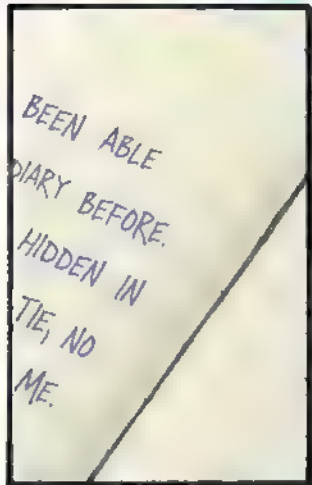 BEEN ABLE
DIARY BEFORE.
HIDDEN IN
TIE, NO
ME.